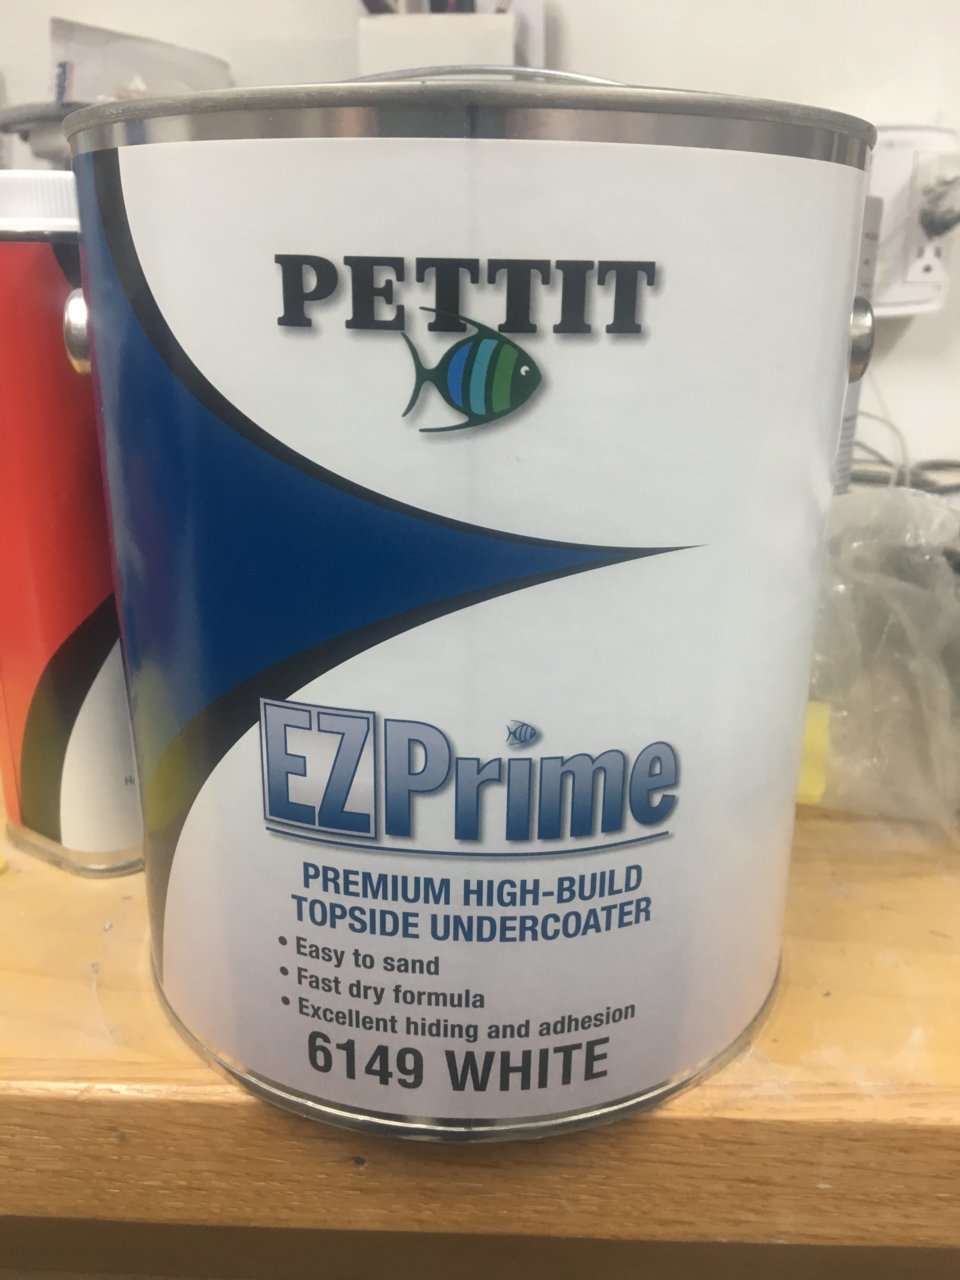 PETTIT
EZPrime
PREMIUM HIGH-BUILD
TOPSIDE UNDERCOATER
• Easy to sand
• Fast dry formula
• Excellent hiding and adhesion
6149 WHITE